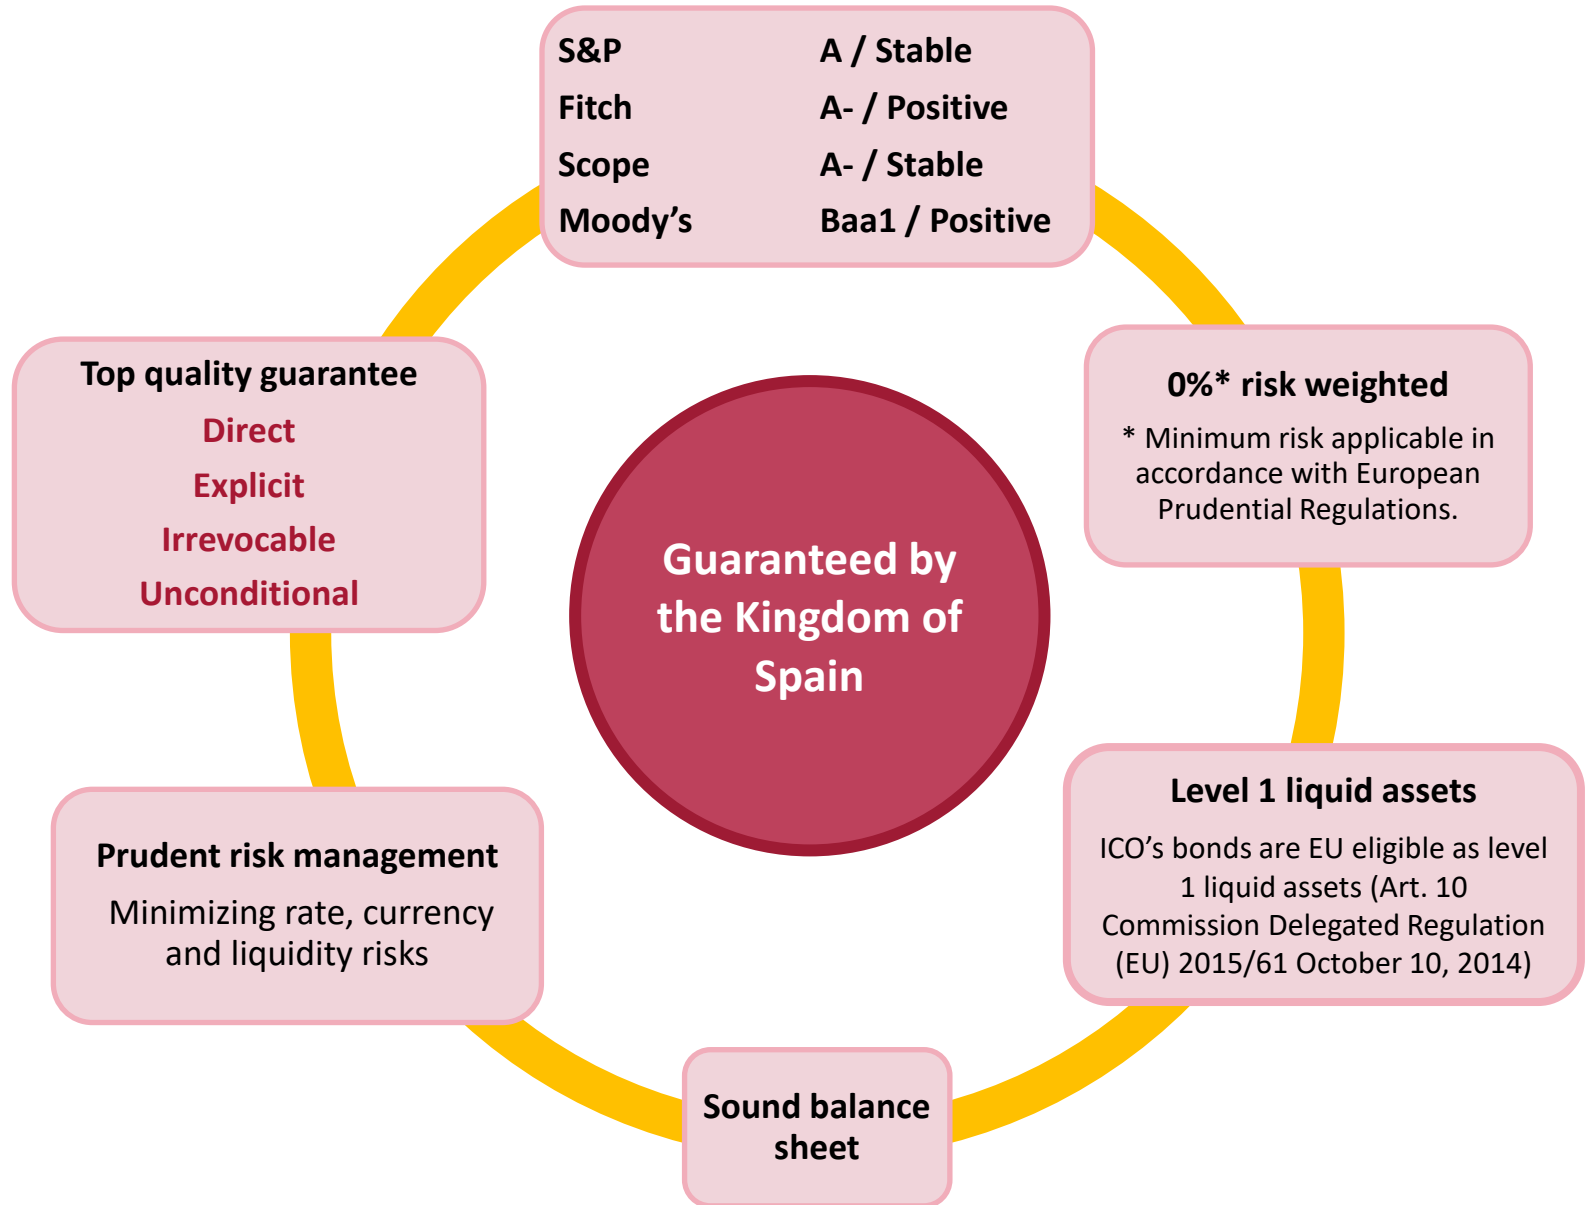 S&P A / Stable
Fitch A- / Positive
Scope A- / Stable
Moody’s Baa1 / Positive
Top quality guarantee
Direct
Explicit
Irrevocable
Unconditional
0%* risk weighted
* Minimum risk applicable in
accordance with European
Prudential Regulations.
Guaranteed by
the Kingdom of
Spain
Prudent risk management
Minimizing rate, currency
and liquidity risks
Level 1 liquid assets
ICO’s bonds are EU eligible as level
1 liquid assets (Art. 10
Commission Delegated Regulation
(EU) 2015/61 October 10, 2014)
Sound balance
sheet